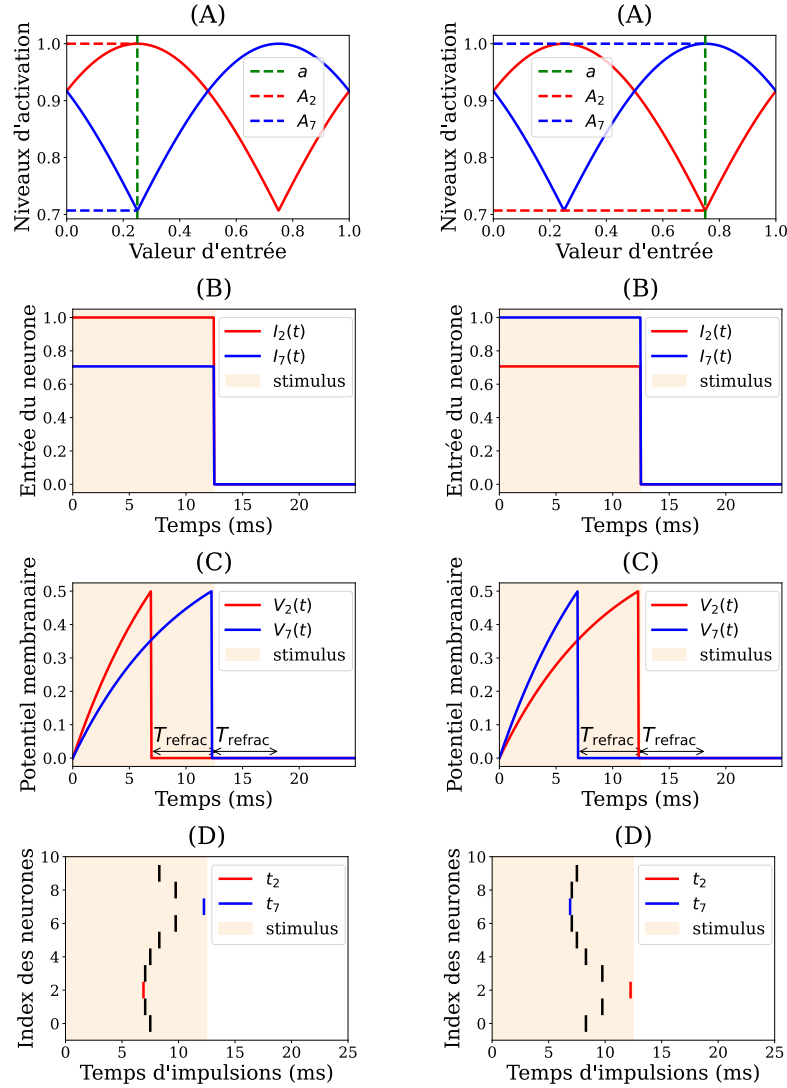 (A)
Niveaux d'activation
1.0
0.9
0.8
0.7
a
A2
A7
0.0 0.2 0.4 0.6 0.8 1.0
Valeur d'entrée
(A)
Niveaux d'activation
1.0
0.9
0.8
0.7
a
A2
A7
0.0 0.2 0.4 0.6 0.8 1.0
Valeur d'entrée
(B)
Entrée du neurone
1.0
0.8
0.6
0.4
0.2
0.0
I2(t)
I7(t)
stimulus
0 5 10 15 20
Temps (ms)
(B)
Entrée du neurone
1.0
0.8
0.6
0.4
0.2
0.0
I2(t)
I7(t)
stimulus
0 5 10 15 20
Temps (ms)
(C)
Potentiel membranaire
0.5
0.4
0.3
0.2
0.1
0.0
V2(t)
V7(t)
stimulus
Trefrac Trefrac
0 5 10 15 20
Temps (ms)
(C)
Potentiel membranaire
0.5
0.4
0.3
0.2
0.1
0.0
V2(t)
V7(t)
stimulus
Trefrac Trefrac
0 5 10 15 20
Temps (ms)
(D)
Index des neurones
10
8
6
4
2
0
t2
t7
stimulus
0 5 10 15 20 25
Temps d'impulsions (ms)
(D)
Index des neurones
10
8
6
4
2
0
t2
t7
stimulus
0 5 10 15 20 25
Temps d'impulsions (ms)